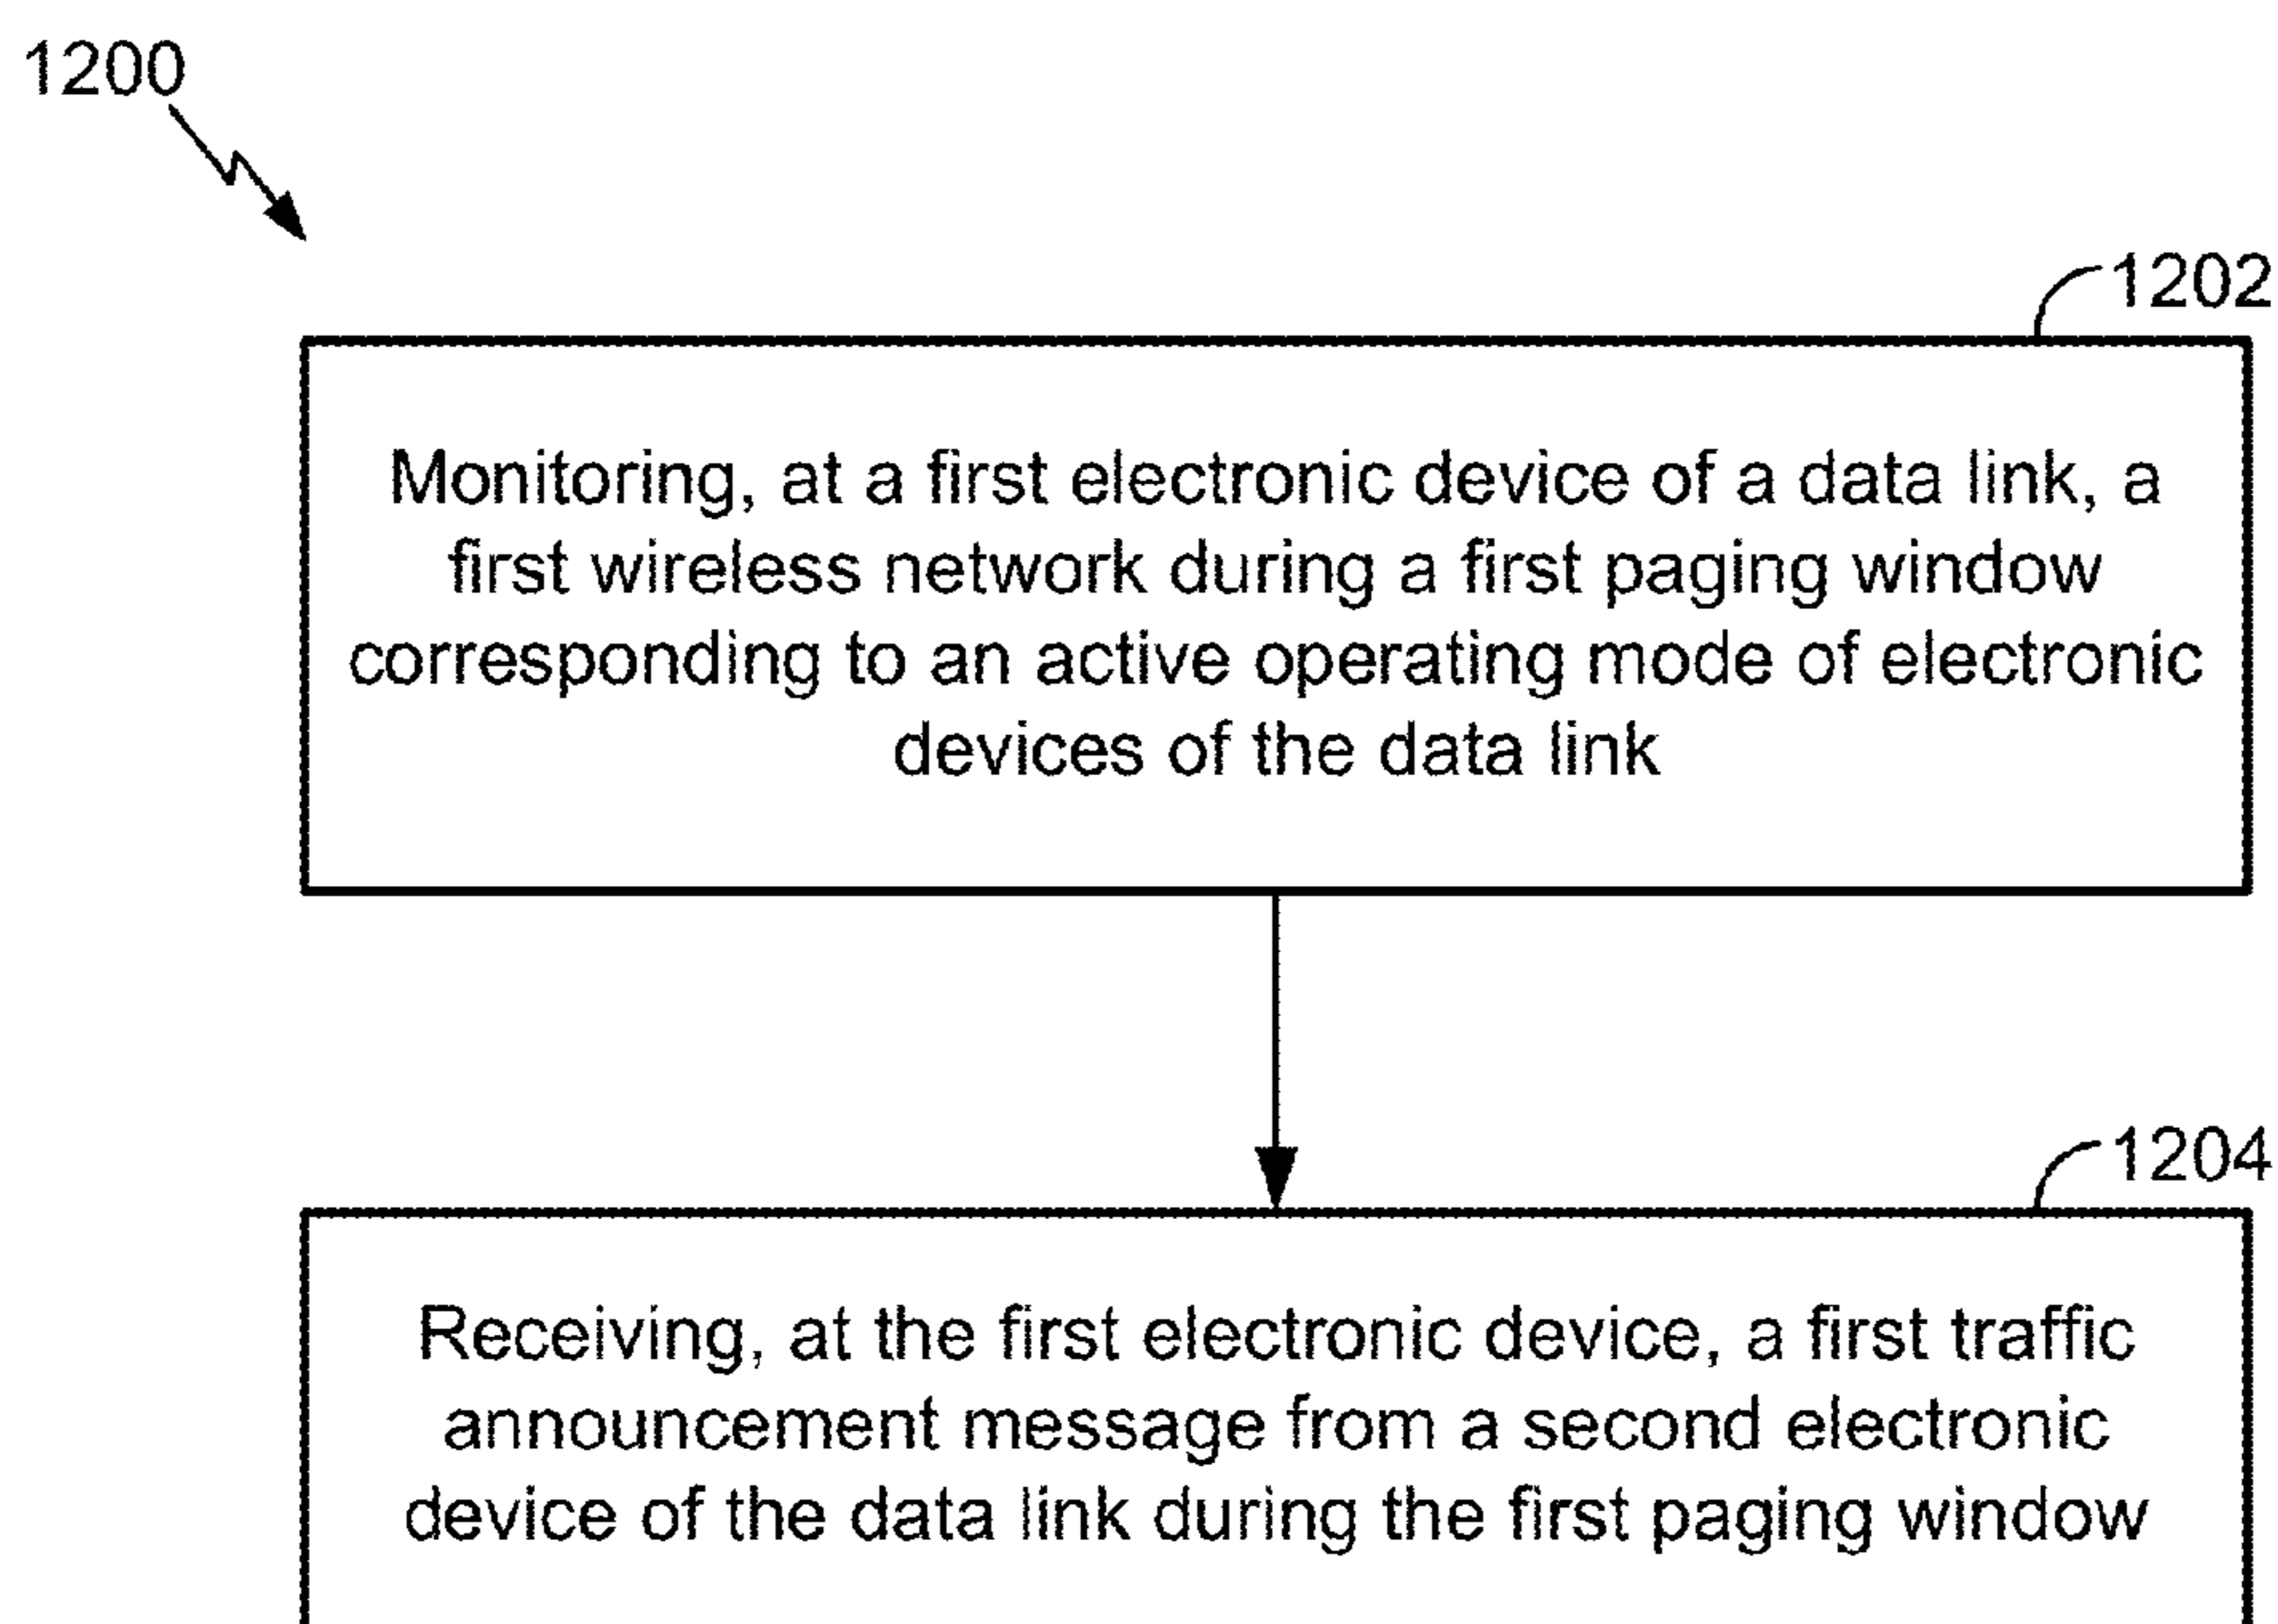 1200
1202
Monitoring, at a first electronic device of a data link, a
first wireless network during a first paging window
corresponding to an active operating mode of electronic
devices of the data link
1204
Receiving, at the first electronic device, a first traffic
announcement message from a second electronic
device of the data link during the first paging window